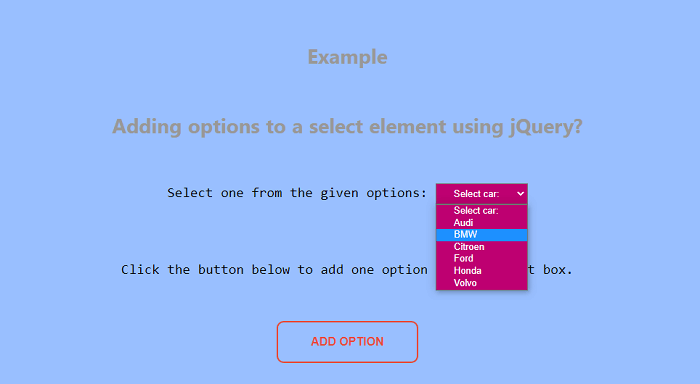 Example
Adding options to a select element using jQuery?
Select one from the given options: Select car:
Select car:
Audi
BMW
Citroen
Ford
Honda
Volvo
Click the button below to add one option t box.
ADD OPTION